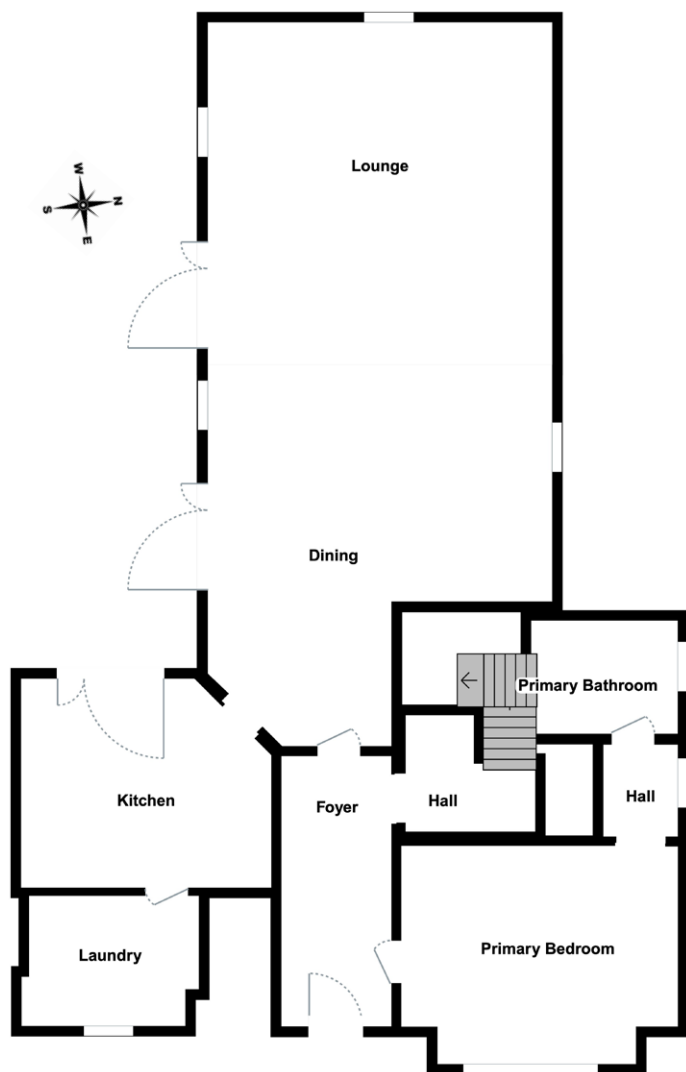 Lounge
W
N
S
E
Dining
Primary Bathroom
Kitchen
Foyer
Hall
Hall
Laundry
Primary Bedroom